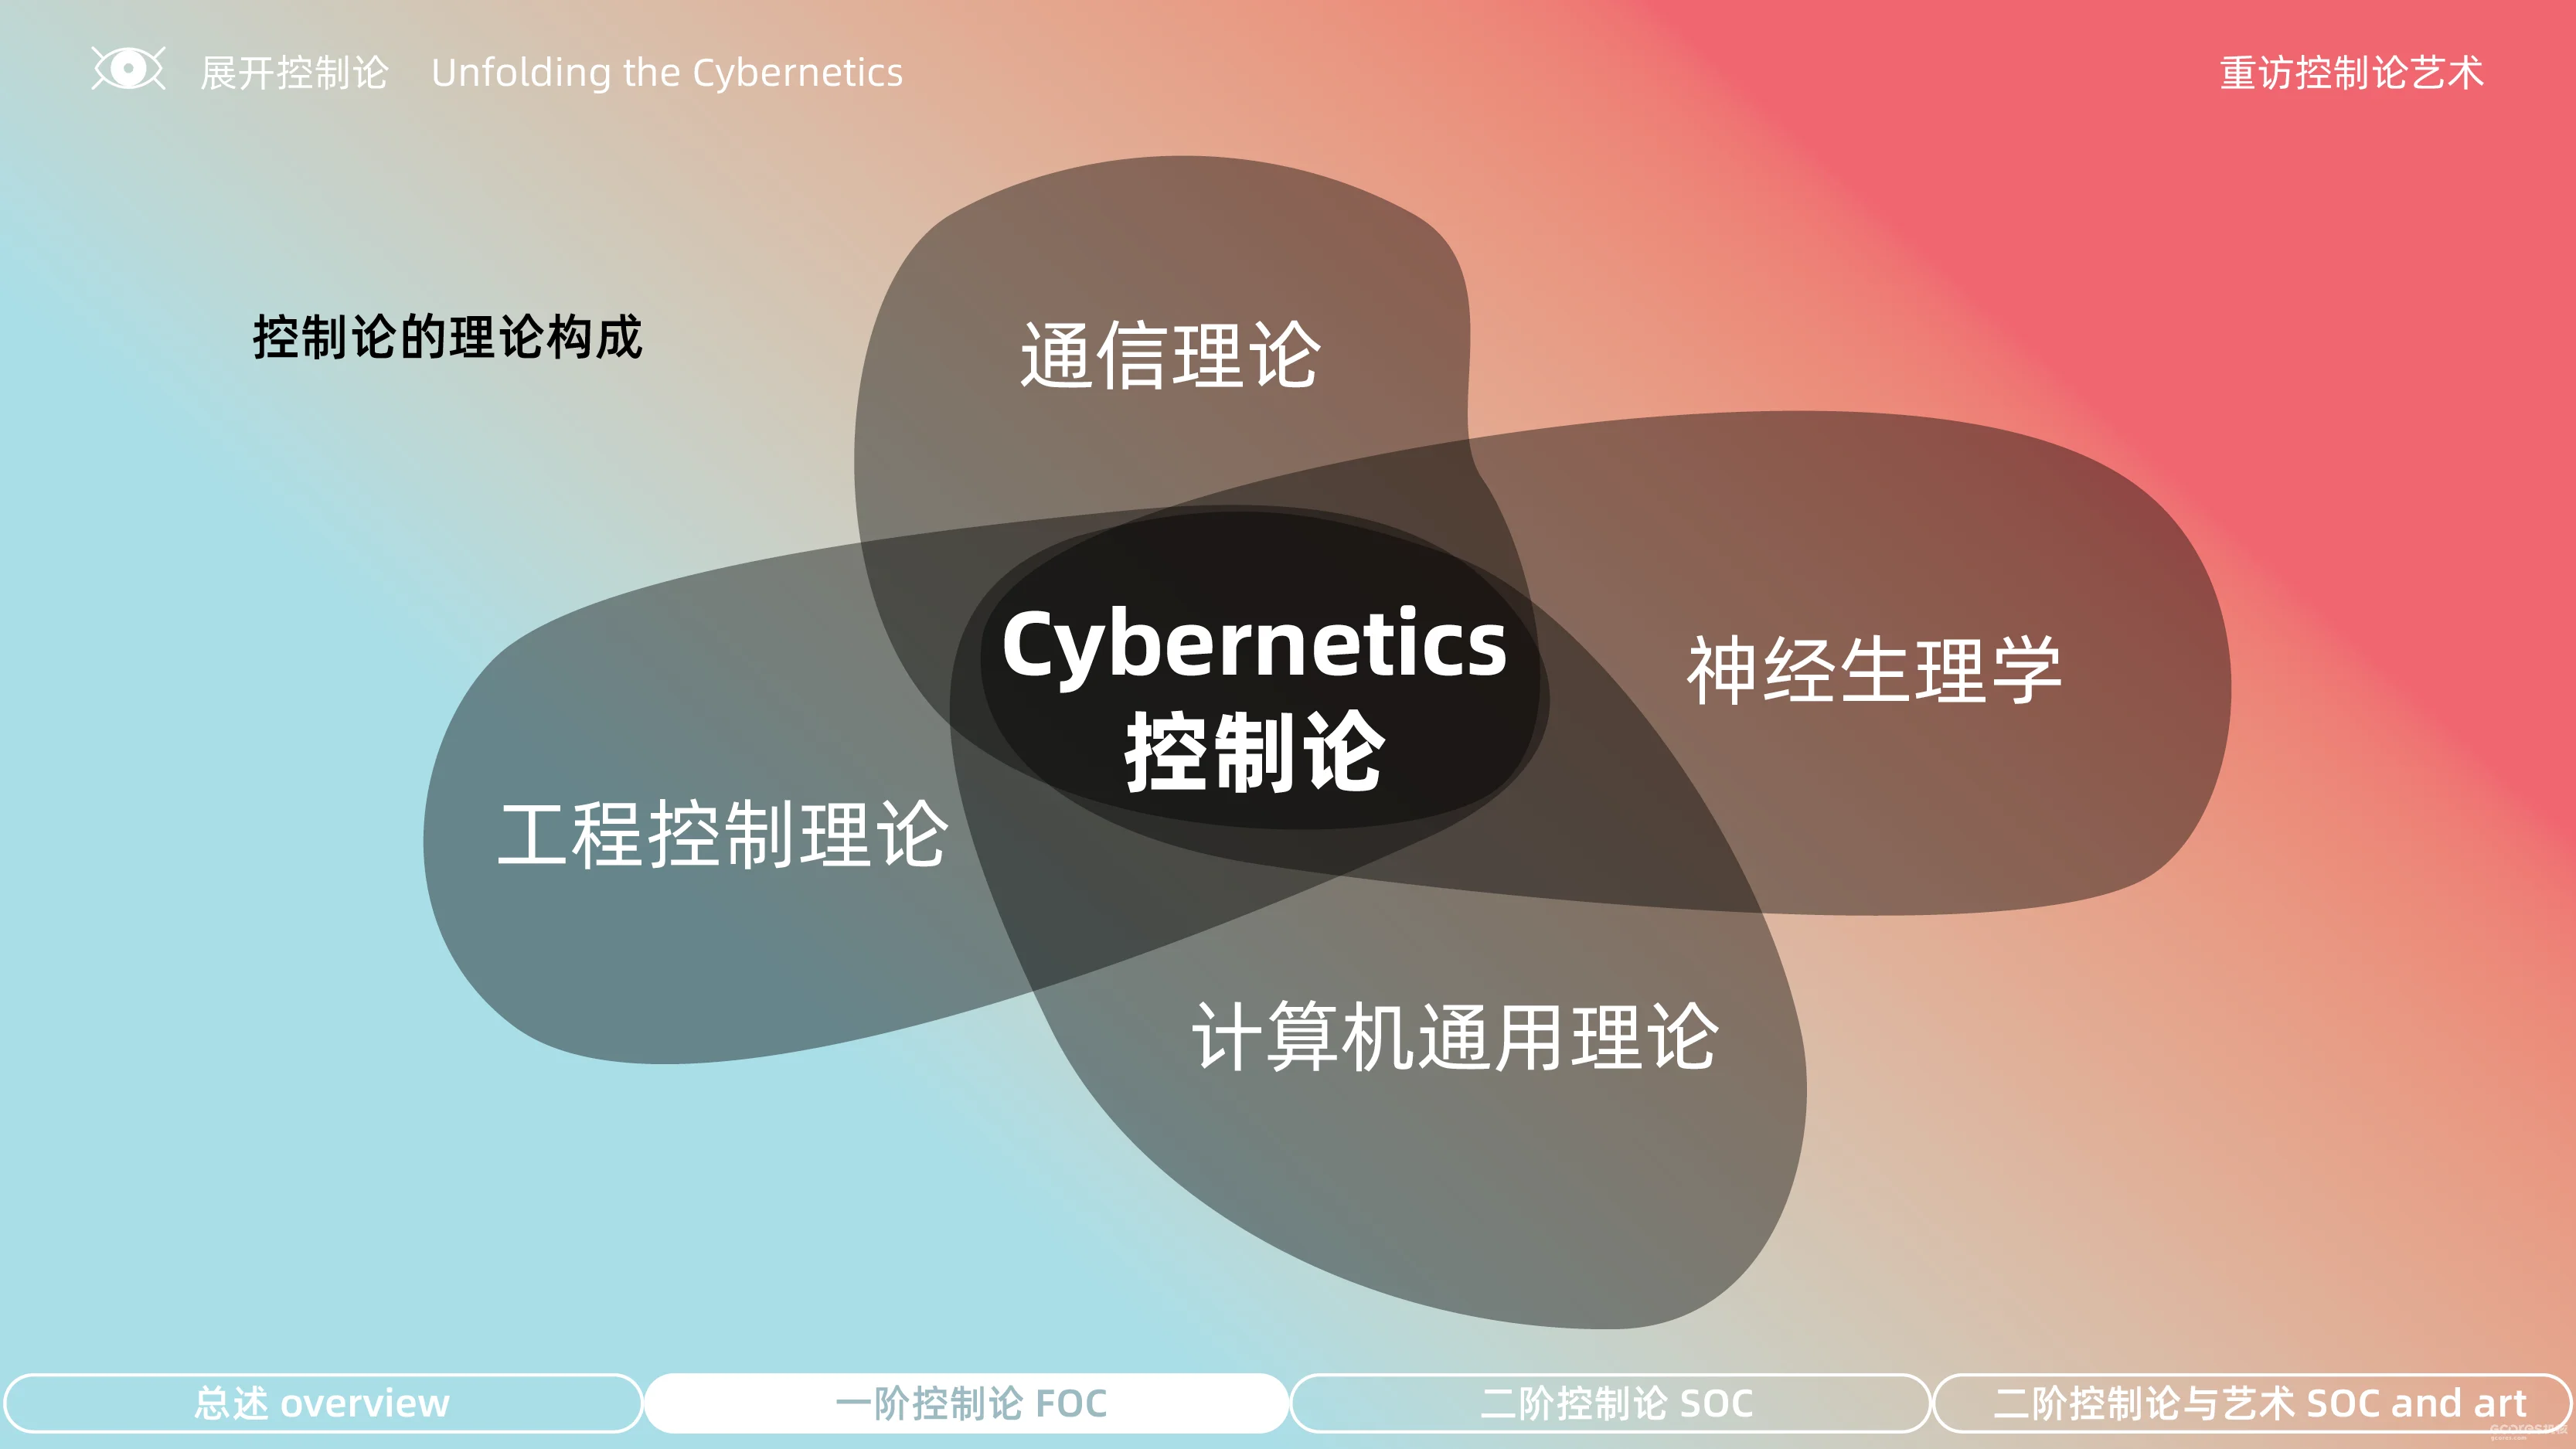 展开控制论 Unfolding the Cybernetics
重访控制论艺术
控制论的理论构成
通信理论
神经生理学
Cybernetics
控制论
工程控制理论
计算机通用理论
总述 overview
一阶控制论 FOC
二阶控制论 SOC
二阶控制论与艺术 SOC and art